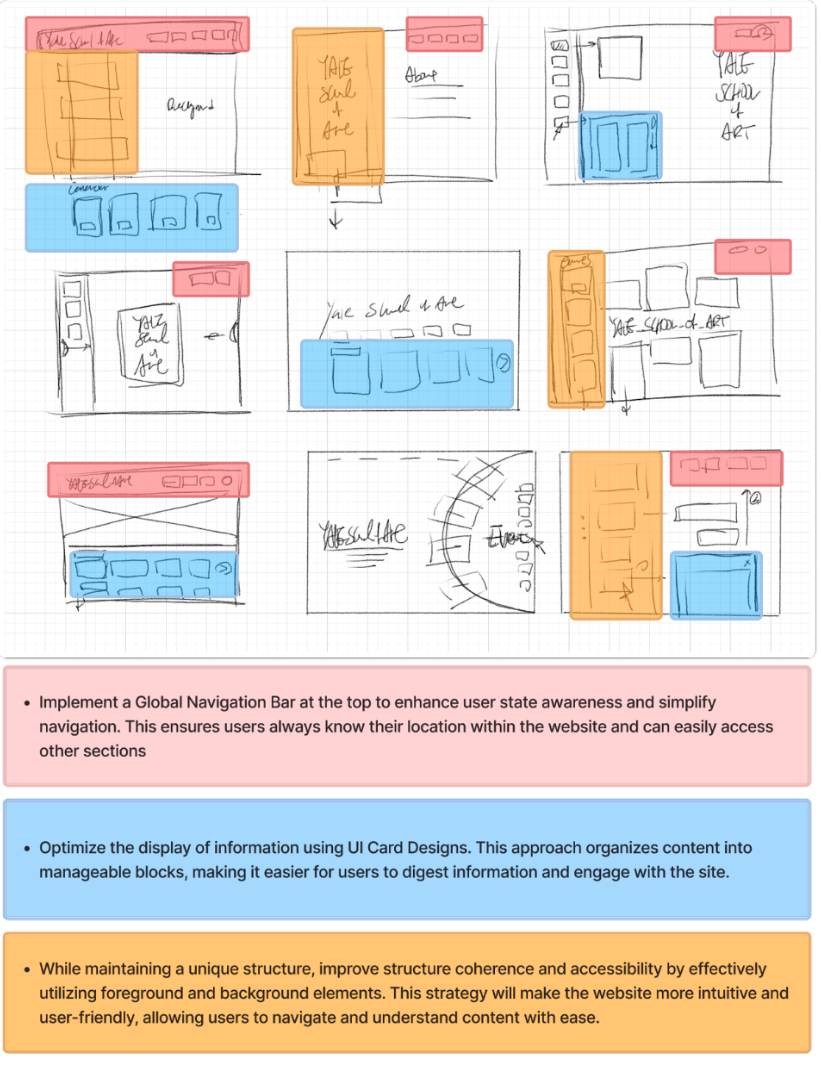 Background
YALE
School
of
Art
About
YALE
SCHOOL
of
ART
YALE
School
of
Art
Yale School of Art
YALE_SCHOOL_of_ART
Yale School of Art
Yale School of Art
Events
x
2
• Implement a Global Navigation Bar at the top to enhance user state awareness and simplify
navigation. This ensures users always know their location within the website and can easily access
other sections
• Optimize the display of information using UI Card Designs. This approach organizes content into
manageable blocks, making it easier for users to digest information and engage with the site.
• While maintaining a unique structure, improve structure coherence and accessibility by effectively
utilizing foreground and background elements. This strategy will make the website more intuitive and
user-friendly, allowing users to navigate and understand content with ease.